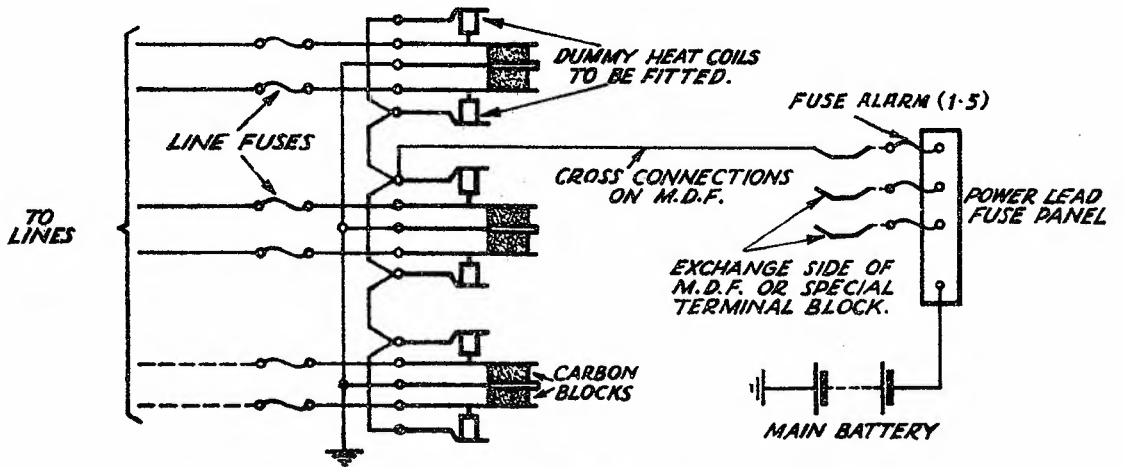 DUMMY HEAT COILS
TO BE FITTED.
FUSE ALARM (1·5)
LINE FUSES
CROSS CONNECTIONS
ON M.D.F.
POWER LEAD
FUSE PANEL
TO
LINES
EXCHANGE SIDE OF
M.D.F. OR SPECIAL
TERMINAL BLOCK.
CARBON
BLOCKS
MAIN BATTERY